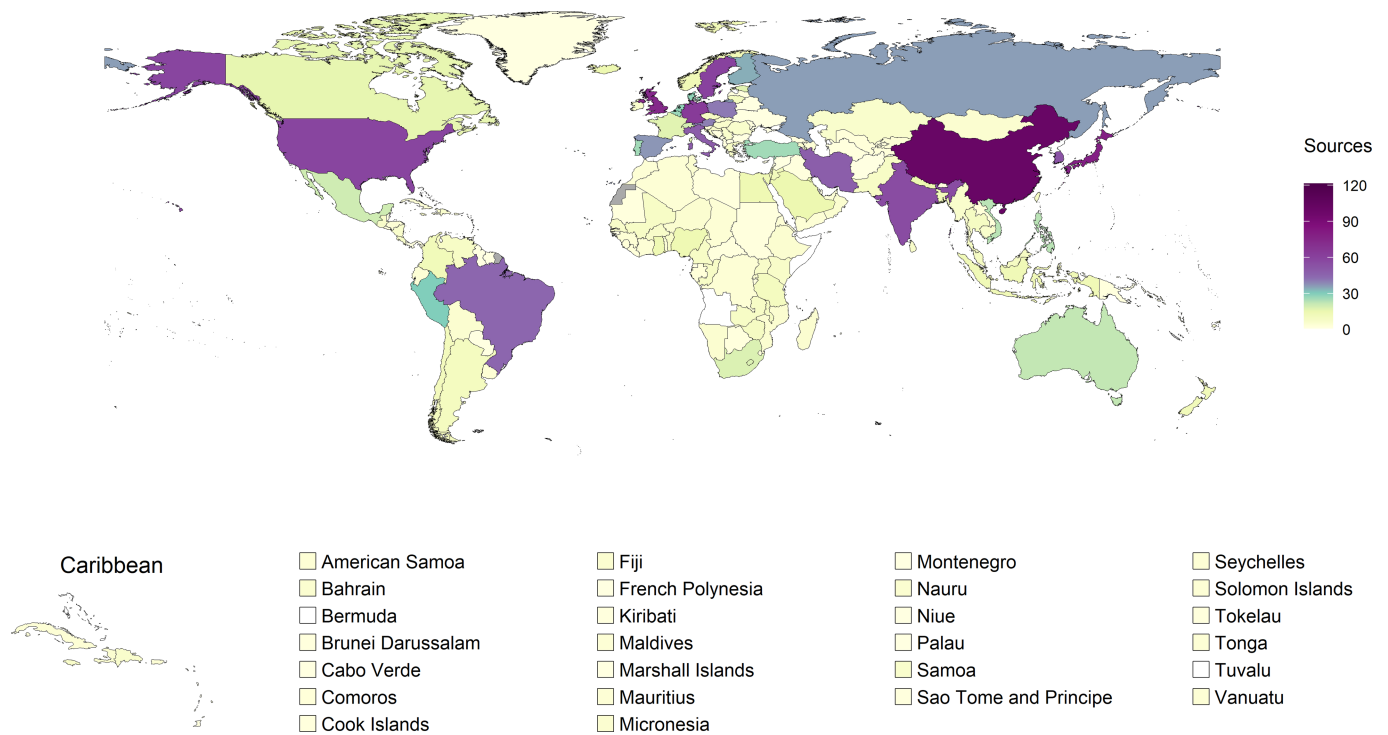 Sources
120
90
60
30
0
Caribbean
American Samoa
Bahrain
Bermuda
Brunei Darussalam
Cabo Verde
Comoros
Cook Islands
Fiji
French Polynesia
Kiribati
Maldives
Marshall Islands
Mauritius
Micronesia
Montenegro
Nauru
Niue
Palau
Samoa
Sao Tome and Principe
Seychelles
Solomon Islands
Tokelau
Tonga
Tuvalu
Vanuatu